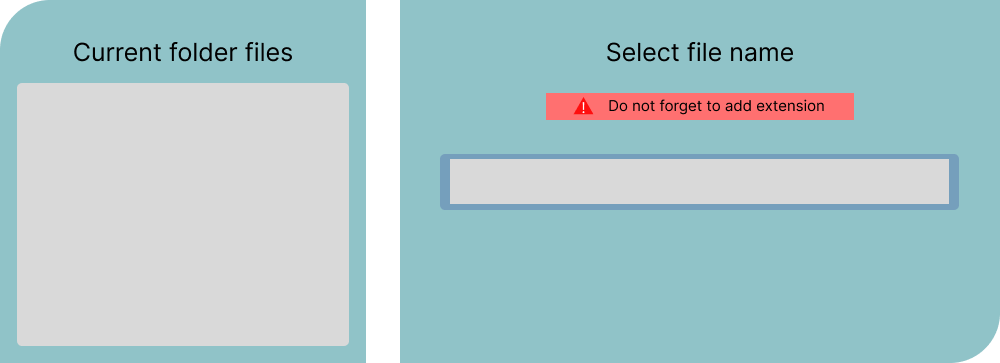 Current folder files
Select file name
Do not forget to add extension